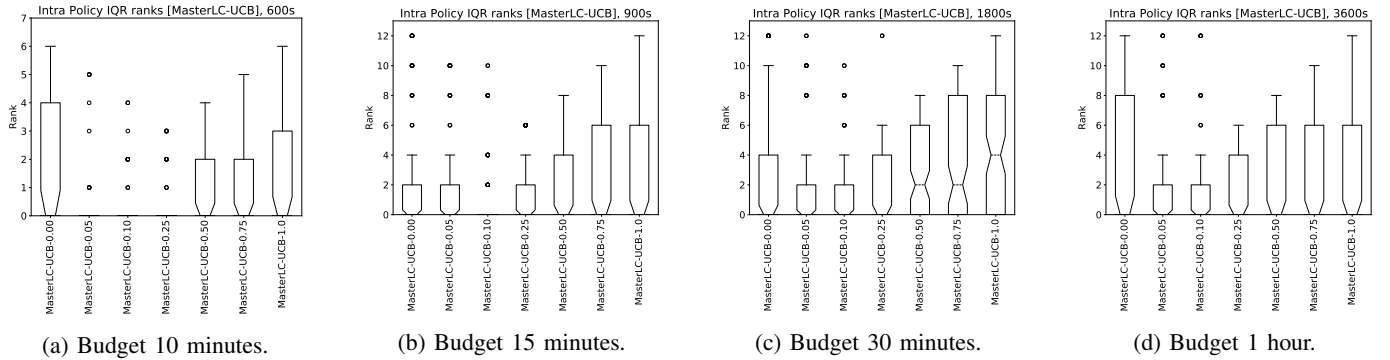 Intra Policy IQR ranks [MasterLC-UCB], 600s
7
6
5
4
3
2
1
0
Rank
MasterLC-UCB-0.00
MasterLC-UCB-0.05
MasterLC-UCB-0.10
MasterLC-UCB-0.25
MasterLC-UCB-0.50
MasterLC-UCB-0.75
MasterLC-UCB-1.0
(a) Budget 10 minutes.
Intra Policy IQR ranks [MasterLC-UCB], 900s
12
10
8
6
4
2
0
Rank
MasterLC-UCB-0.00
MasterLC-UCB-0.05
MasterLC-UCB-0.10
MasterLC-UCB-0.25
MasterLC-UCB-0.50
MasterLC-UCB-0.75
MasterLC-UCB-1.0
(b) Budget 15 minutes.
Intra Policy IQR ranks [MasterLC-UCB], 1800s
12
10
8
6
4
2
0
Rank
MasterLC-UCB-0.00
MasterLC-UCB-0.05
MasterLC-UCB-0.10
MasterLC-UCB-0.25
MasterLC-UCB-0.50
MasterLC-UCB-0.75
MasterLC-UCB-1.0
(c) Budget 30 minutes.
Intra Policy IQR ranks [MasterLC-UCB], 3600s
12
10
8
6
4
2
0
Rank
MasterLC-UCB-0.00
MasterLC-UCB-0.05
MasterLC-UCB-0.10
MasterLC-UCB-0.25
MasterLC-UCB-0.50
MasterLC-UCB-0.75
MasterLC-UCB-1.0
(d) Budget 1 hour.